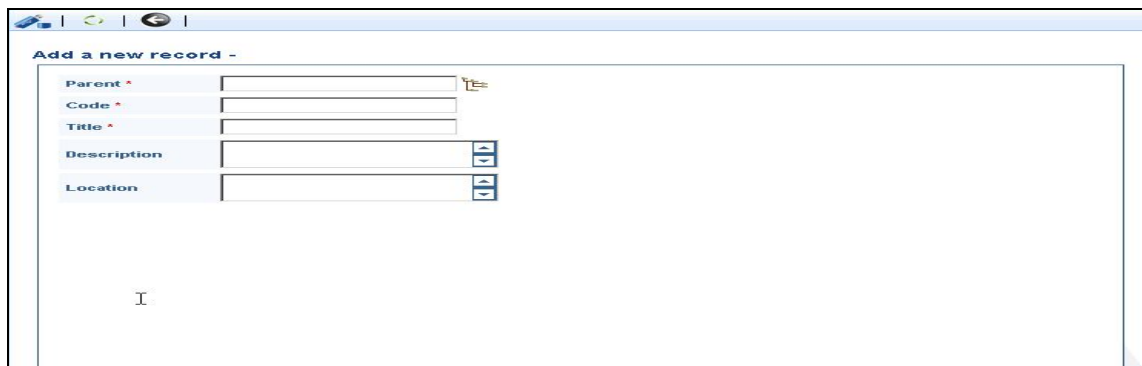 Add a new record -
Parent *
Code *
Title *
Description
Location